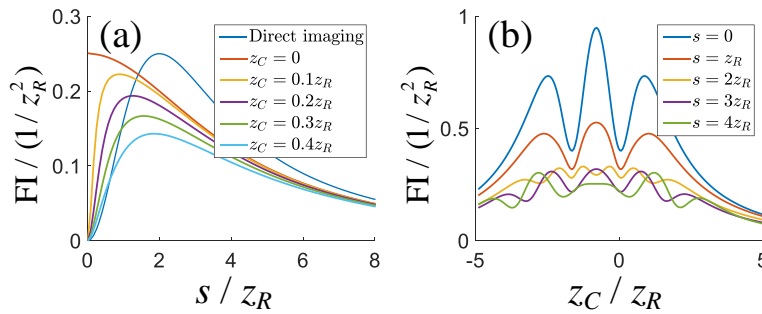 (a)
FI / (1/z_R^2)
0.3
0.2
0.1
0
0 2 4 6 8
s / z_R
Direct imaging
z_C = 0
z_C = 0.1z_R
z_C = 0.2z_R
z_C = 0.3z_R
z_C = 0.4z_R
(b)
FI / (1/z_R^2)
1
0.5
0
-5 0 5
z_C / z_R
s = 0
s = z_R
s = 2z_R
s = 3z_R
s = 4z_R